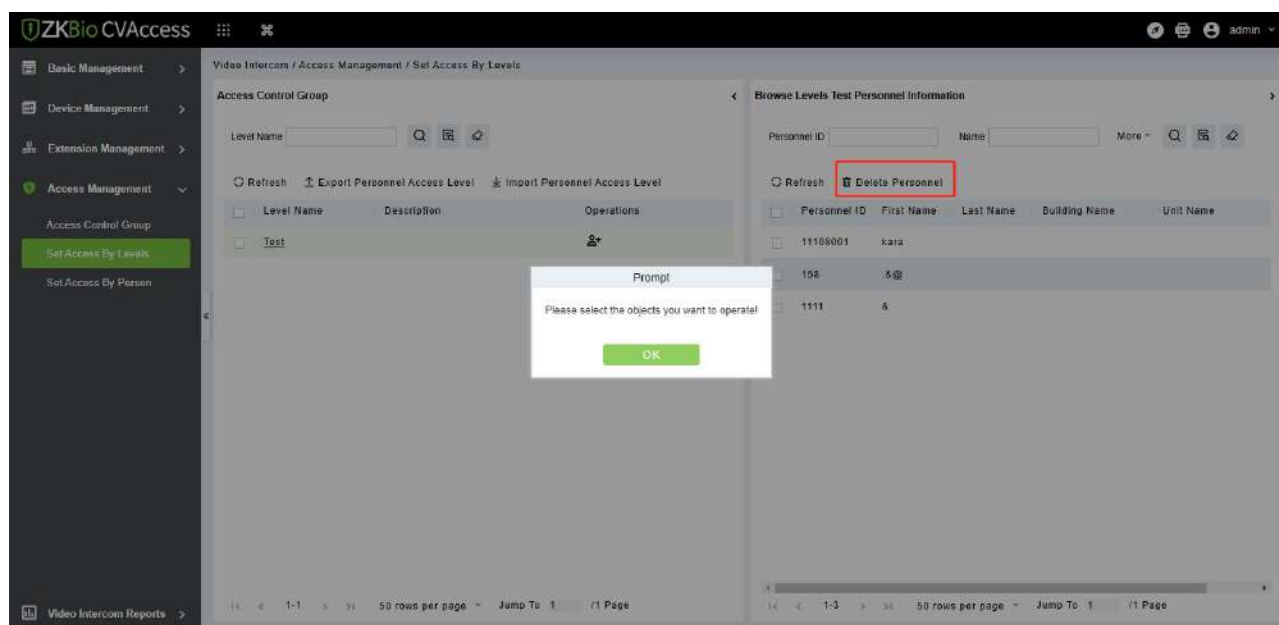 ZKBio CVAccess
admin
Basic Management
Device Management
Extension Management
Access Management
Access Control Group
Set Access By Levels
Set Access By Person
Video Intercom Reports
Video Intercom / Access Management / Set Access By Levels
Access Control Group
Level Name
Refresh Export Personnel Access Level Import Personnel Access Level
Level Name Description Operations
Test
1-1 50 rows per page Jump To 1 /1 Page
Browse Levels Test Personnel Information
Personnel ID Name More
Refresh Delete Personnel
Personnel ID First Name Last Name Building Name Unit Name
11108001 kara
158 &@
1111 &
1-3 50 rows per page Jump To 1 /1 Page
Prompt
Please select the objects you want to operate!
OK